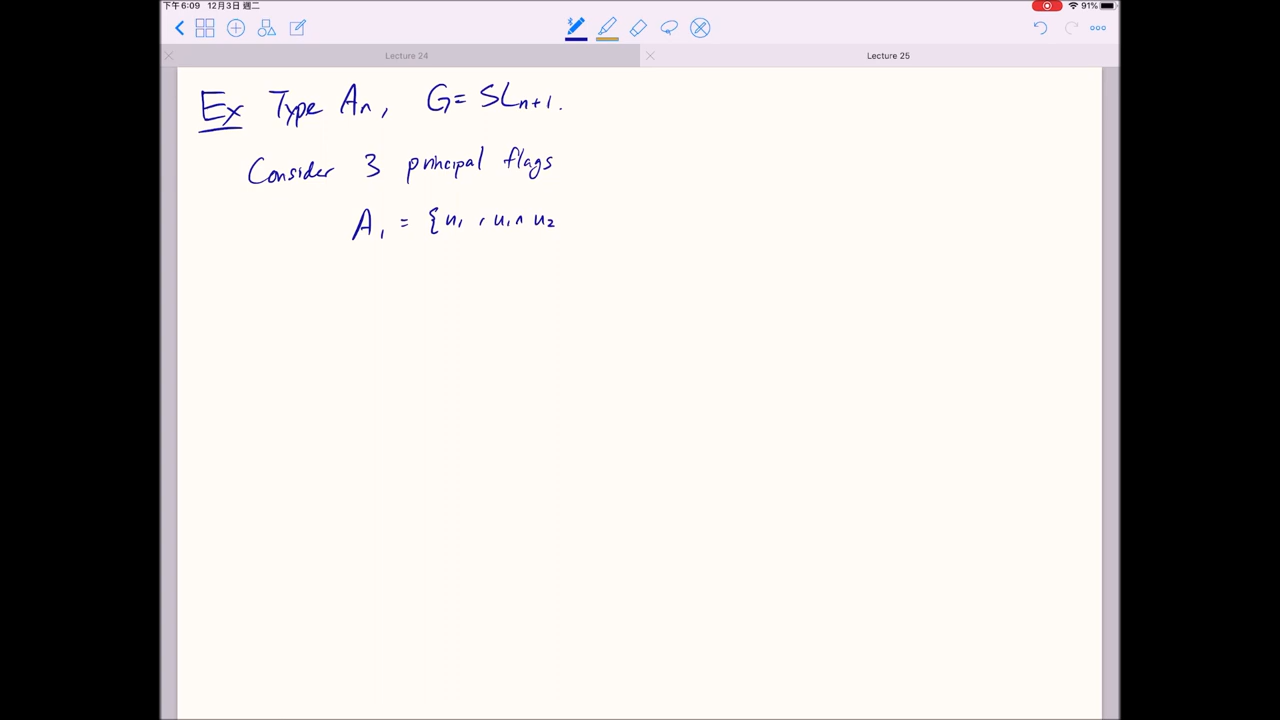 下午6:09 12月3日 週二 91%
Lecture 24 Lecture 25
Ex Type Aₙ, G = SLₙ₊₁.
Consider 3 principal flags
A₁ = {u₁, u₁∧u₂